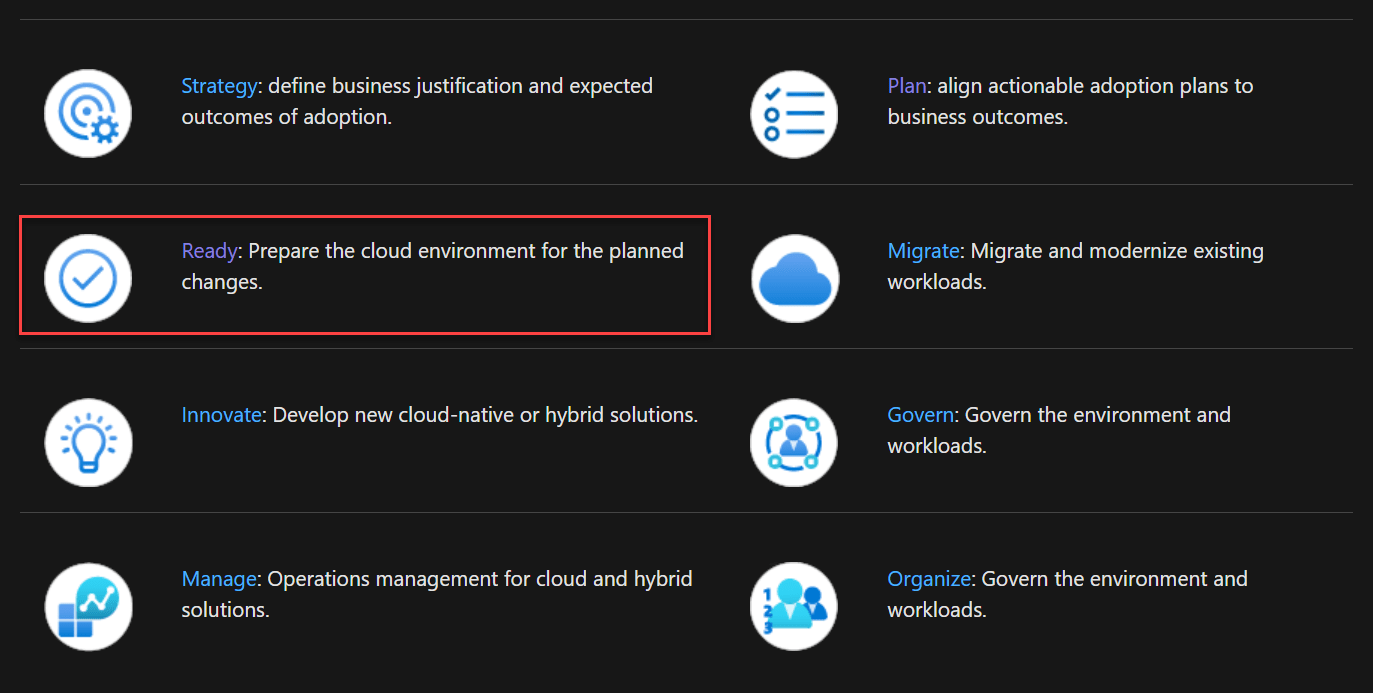 Strategy: define business justification and expected
outcomes of adoption.
Plan: align actionable adoption plans to
business outcomes.
Ready: Prepare the cloud environment for the planned
changes.
Migrate: Migrate and modernize existing
workloads.
Innovate: Develop new cloud-native or hybrid solutions.
Govern: Govern the environment and
workloads.
Manage: Operations management for cloud and hybrid
solutions.
1
2
3
Organize: Govern the environment and
workloads.